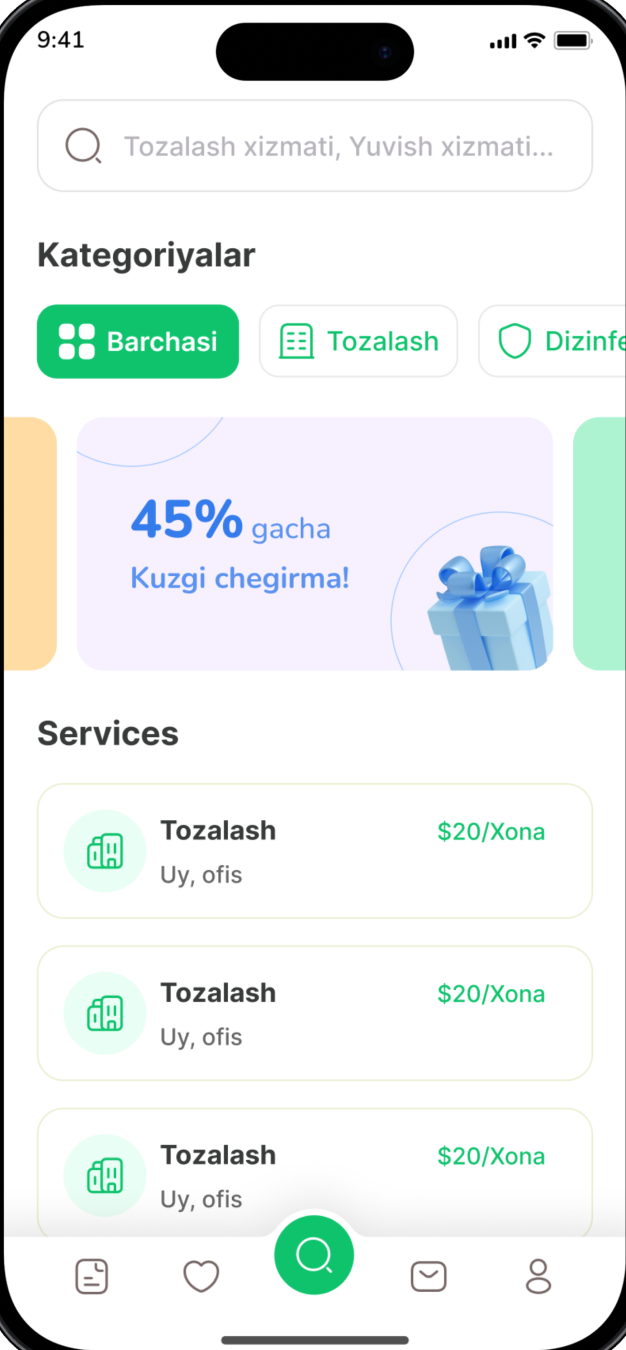 9:41
Tozalash xizmati, Yuvish xizmati...
Kategoriyalar
Barchasi
Tozalash
Dizinfe
45% gacha
Kuzgi chegirma!
Services
Tozalash
$20/Xona
Uy, ofis
Tozalash
$20/Xona
Uy, ofis
Tozalash
$20/Xona
Uy, ofis